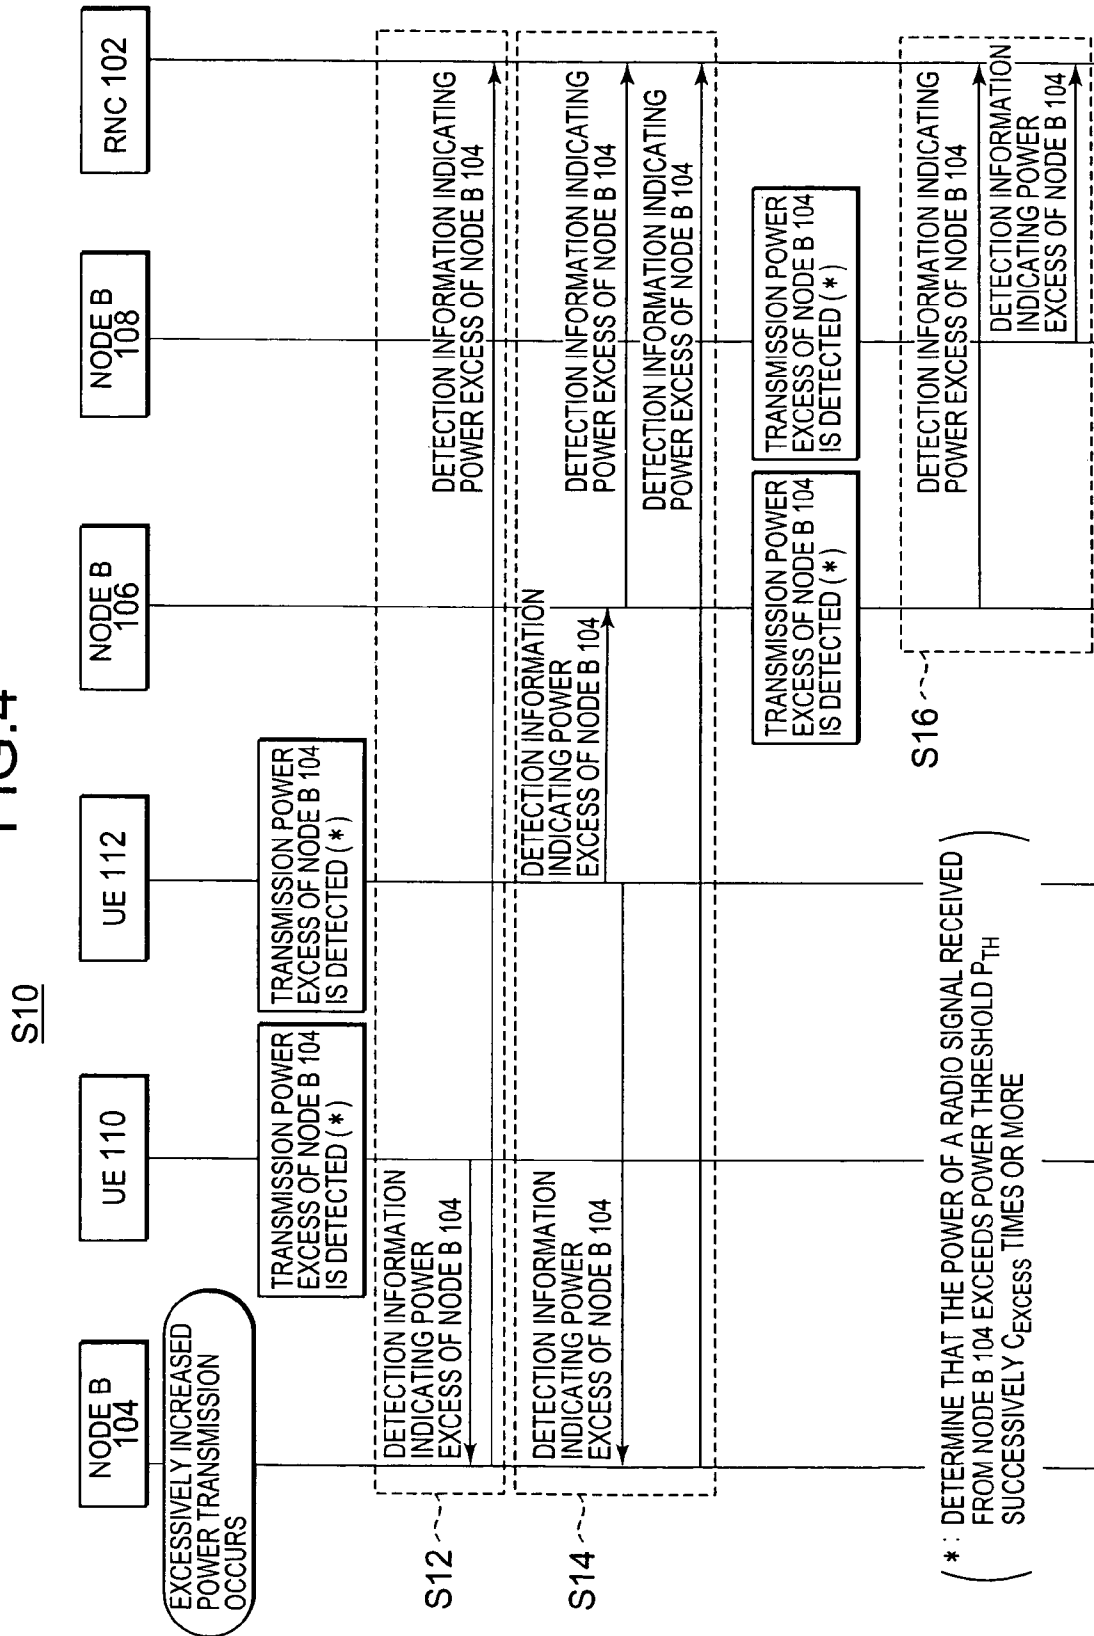 FIG.4
S10
NODE B
104
UE 110
UE 112
NODE B
106
NODE B
108
RNC 102
EXCESSIVELY INCREASED
POWER TRANSMISSION
OCCURS
TRANSMISSION POWER
EXCESS OF NODE B 104
IS DETECTED (*)
TRANSMISSION POWER
EXCESS OF NODE B 104
IS DETECTED (*)
S12
DETECTION INFORMATION
INDICATING POWER
EXCESS OF NODE B 104
DETECTION INFORMATION INDICATING
POWER EXCESS OF NODE B 104
S14
DETECTION INFORMATION
INDICATING POWER
EXCESS OF NODE B 104
DETECTION INFORMATION
INDICATING POWER
EXCESS OF NODE B 104
DETECTION INFORMATION INDICATING
POWER EXCESS OF NODE B 104
DETECTION INFORMATION INDICATING
POWER EXCESS OF NODE B 104
TRANSMISSION POWER
EXCESS OF NODE B 104
IS DETECTED (*)
TRANSMISSION POWER
EXCESS OF NODE B 104
IS DETECTED (*)
S16
DETECTION INFORMATION INDICATING
POWER EXCESS OF NODE B 104
DETECTION INFORMATION
INDICATING POWER
EXCESS OF NODE B 104
(* : DETERMINE THAT THE POWER OF A RADIO SIGNAL RECEIVED
FROM NODE B 104 EXCEEDS POWER THRESHOLD PTH
SUCCESSIVELY CEXCESS TIMES OR MORE)